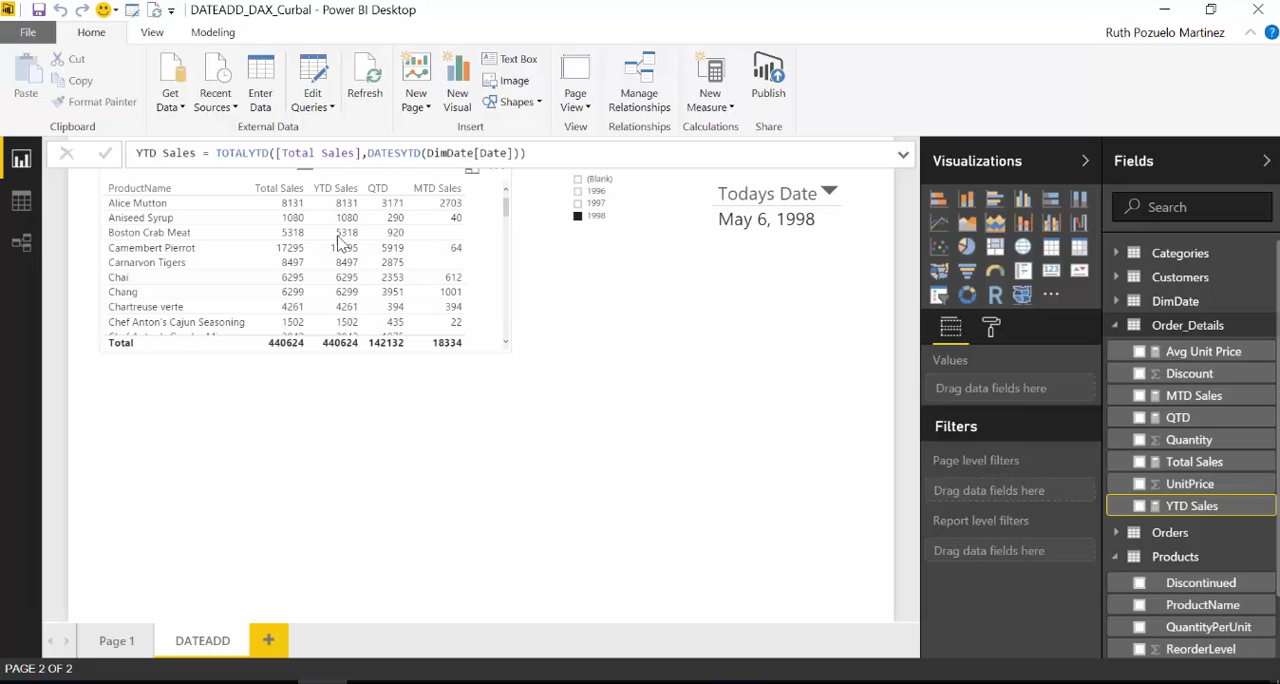 DATEADD_DAX_Curbal - Power BI Desktop
File
Home
View
Modeling
Ruth Pozuelo Martinez
?
Paste
Cut
Copy
Format Painter
Clipboard
Get Data
Recent Sources
Enter Data
Edit Queries
Refresh
External Data
New Page
New Visual
Text Box
Image
Shapes
Insert
Page View
View
Manage Relationships
Relationships
New Measure
Calculations
Publish
Share
YTD Sales = TOTALYTD([Total Sales],DATESYTD(DimDate[Date]))
ProductName Total Sales YTD Sales QTD MTD Sales
Alice Mutton 8131 8131 3171 2703
Aniseed Syrup 1080 1080 290 40
Boston Crab Meat 5318 5318 920
Camembert Pierrot 17295 5919 64
Carnarvon Tigers 8497 8497 2875
Chai 6295 6295 2353 612
Chang 6299 6299 3951 1001
Chartreuse verte 4261 4261 394 394
Chef Anton's Cajun Seasoning 1502 1502 435 22
Total 440624 440624 142132 18334
(Blank)
1996
1997
1998
Todays Date
May 6, 1998
Visualizations
R
Values
Drag data fields here
Filters
Page level filters
Drag data fields here
Report level filters
Drag data fields here
Fields
Search
Categories
Customers
DimDate
Order_Details
Avg Unit Price
Discount
MTD Sales
QTD
Quantity
Total Sales
UnitPrice
YTD Sales
Orders
Products
Discontinued
ProductName
QuantityPerUnit
ReorderLevel
Page 1
DATEADD
+
PAGE 2 OF 2